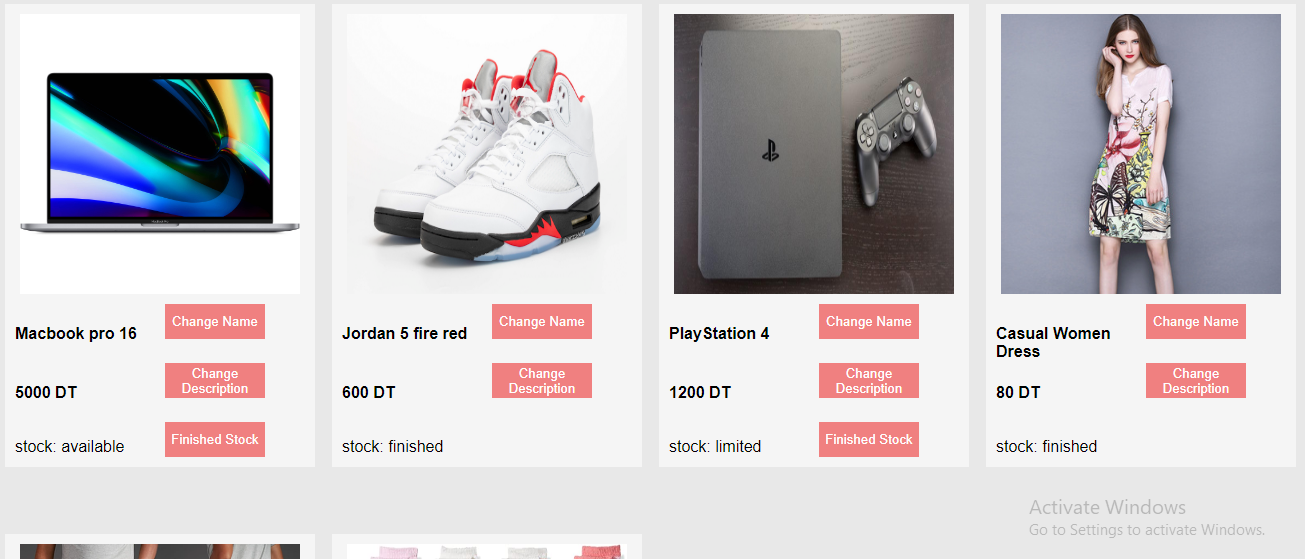 Macbook pro 16
Change Name
5000 DT
Change
Description
stock: available
Finished Stock
Jordan 5 fire red
Change Name
600 DT
Change
Description
stock: finished
PlayStation 4
Change Name
1200 DT
Change
Description
stock: limited
Finished Stock
Casual Women
Dress
Change Name
80 DT
Change
Description
stock: finished
Activate Windows
Go to Settings to activate Windows.